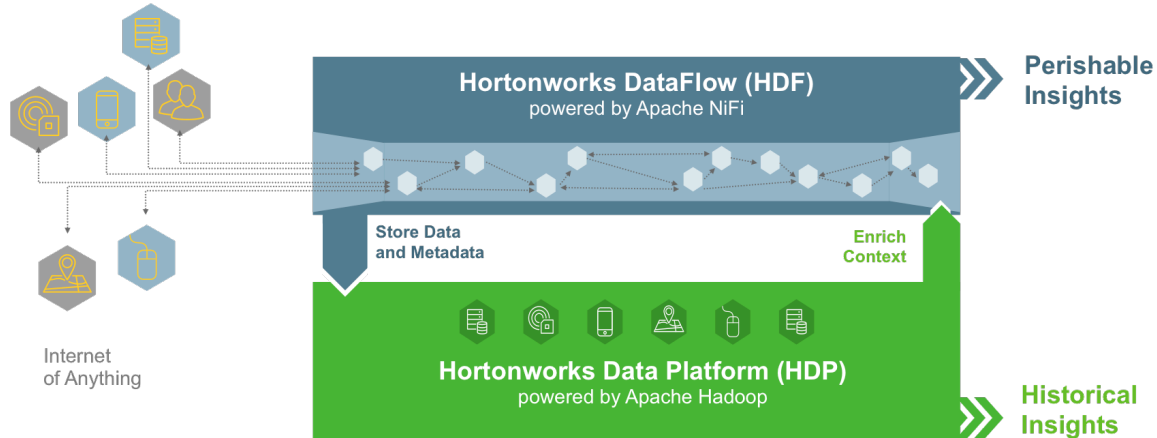 Hortonworks DataFlow (HDF)
powered by Apache NiFi
Perishable
Insights
Store Data
and Metadata
Enrich
Context
Internet
of Anything
Hortonworks Data Platform (HDP)
powered by Apache Hadoop
Historical
Insights